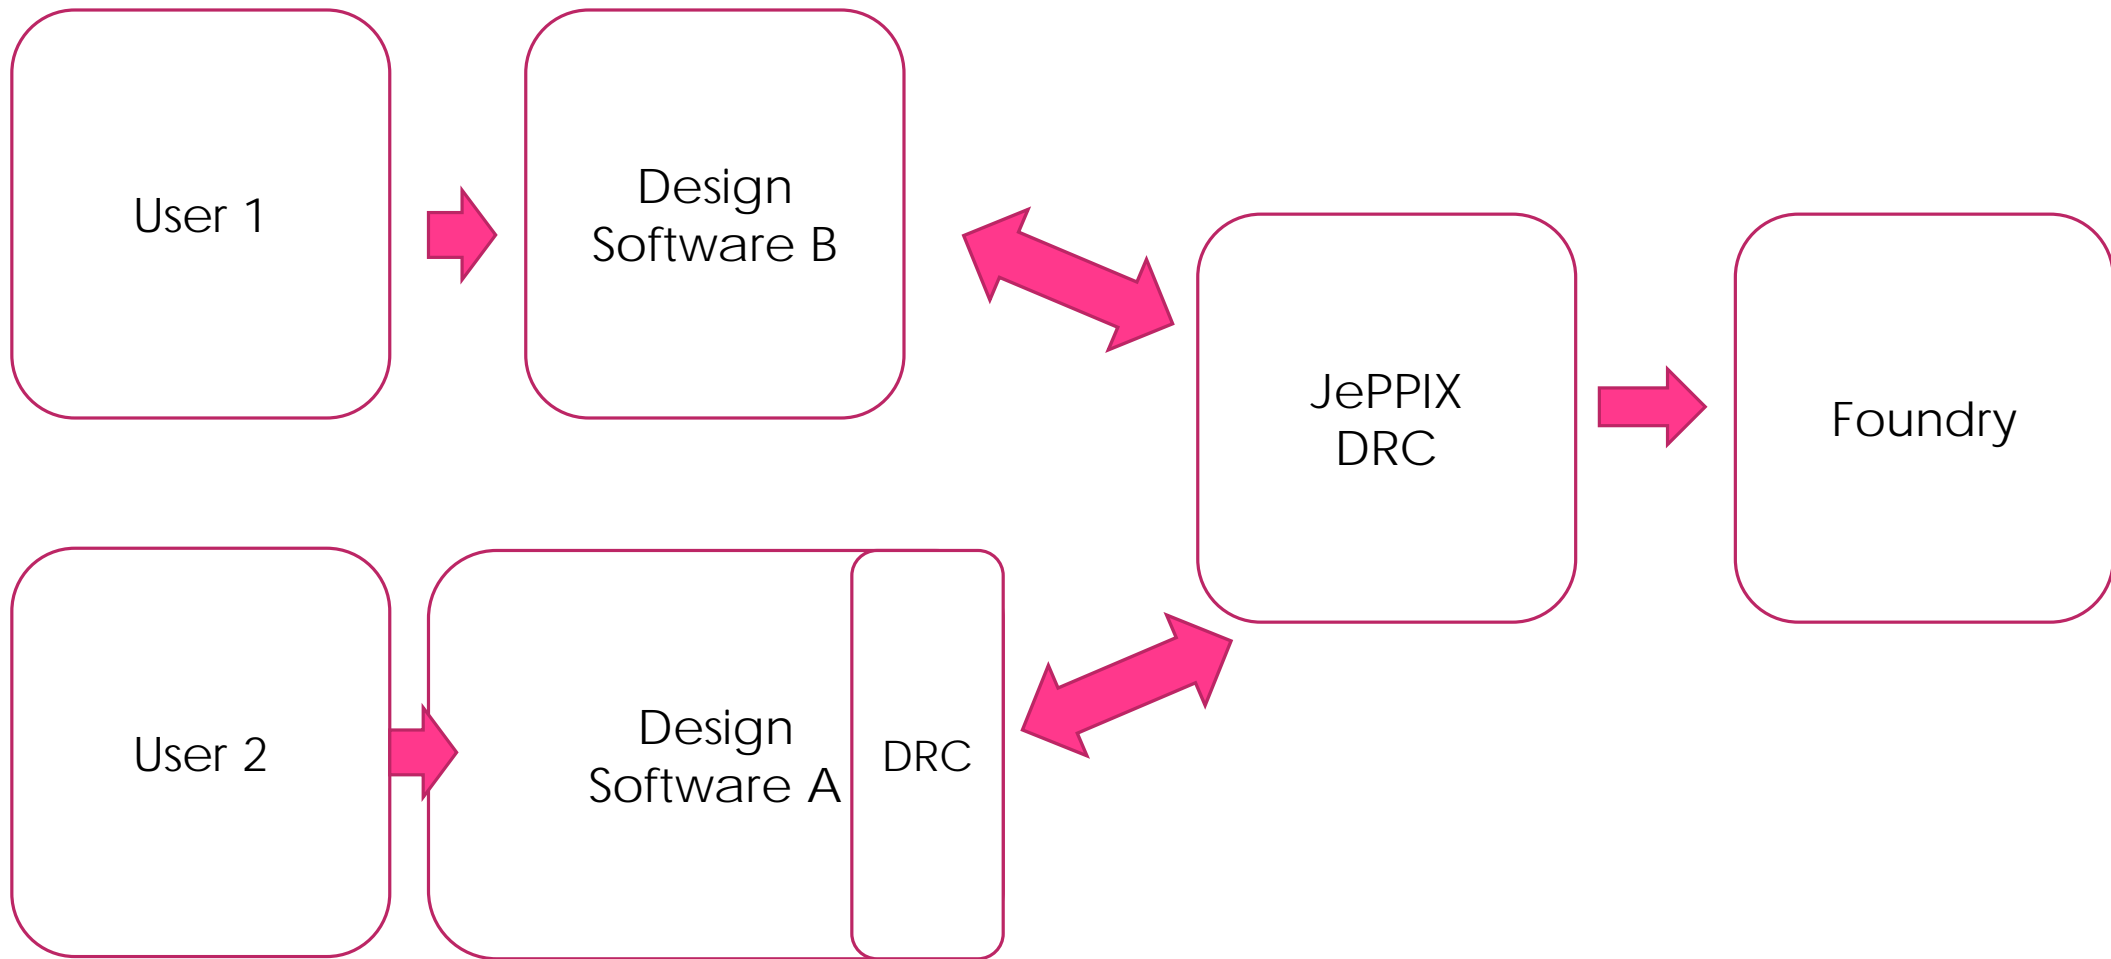 User 1
Design
Software B
JePPIX
DRC
Foundry
User 2
Design
Software A
DRC